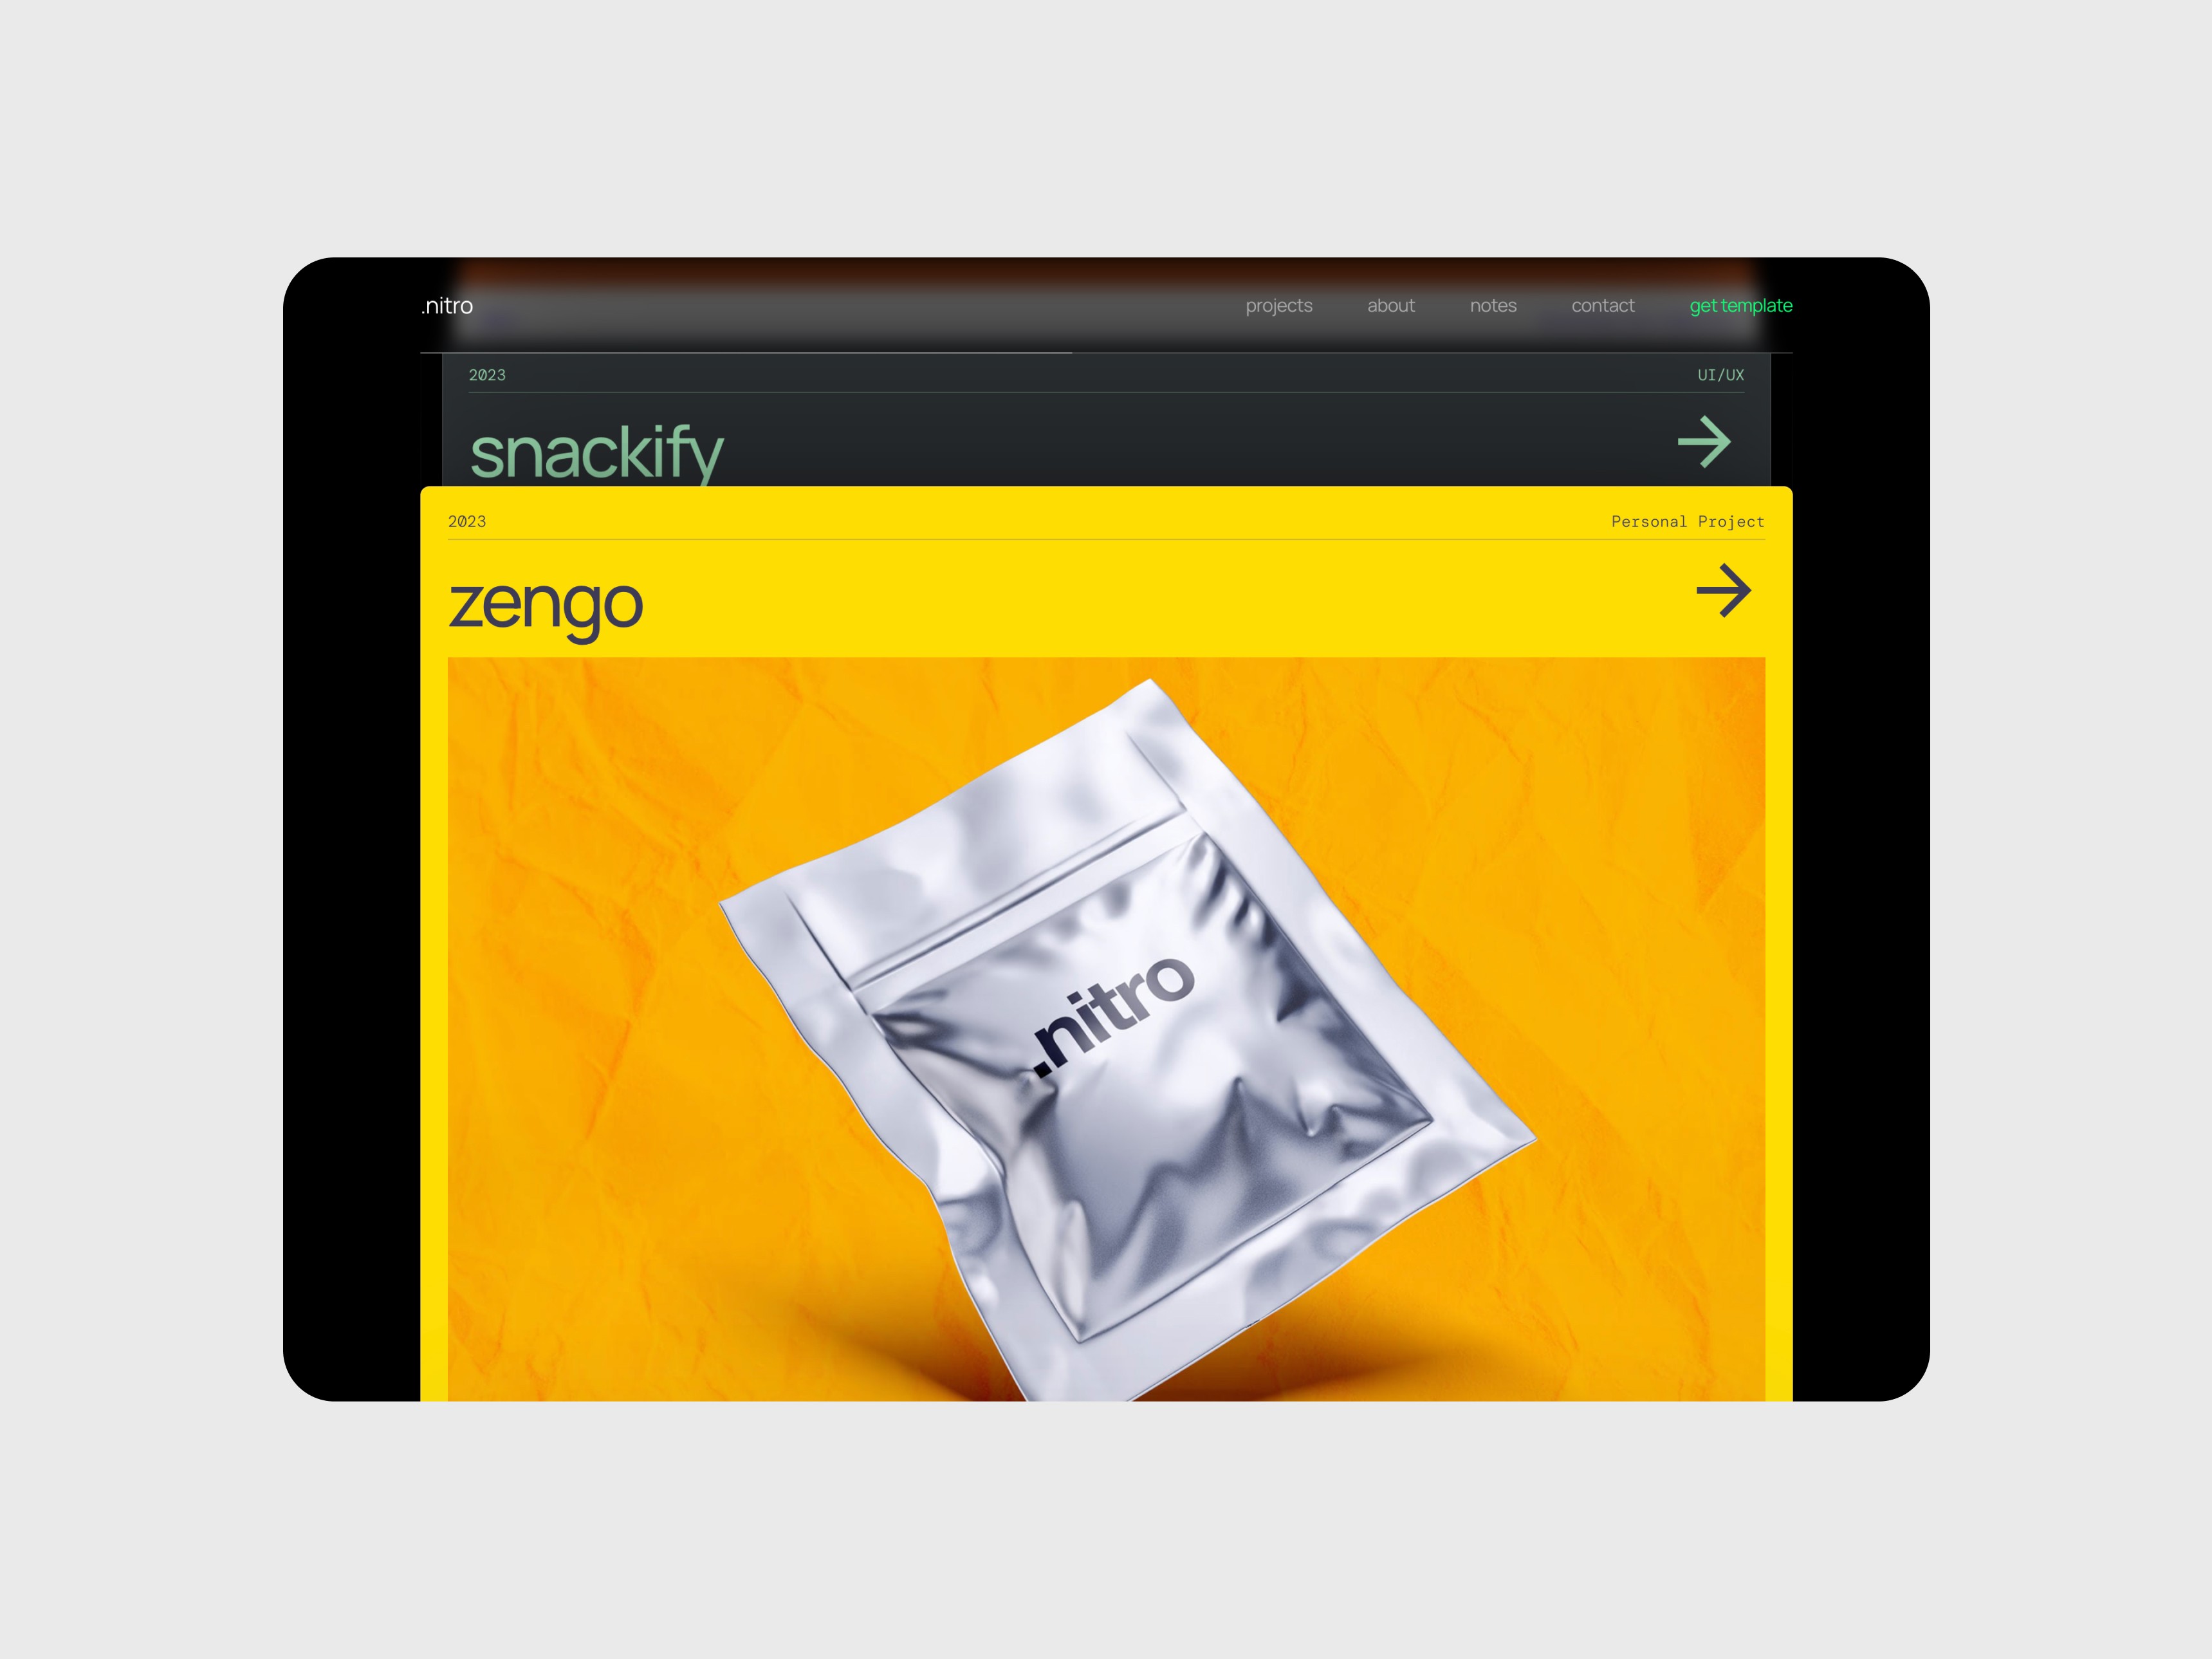 .nitro projects about notes contact get template
2023 UI/UX
snackify
2023 Personal Project
zengo
.nitro